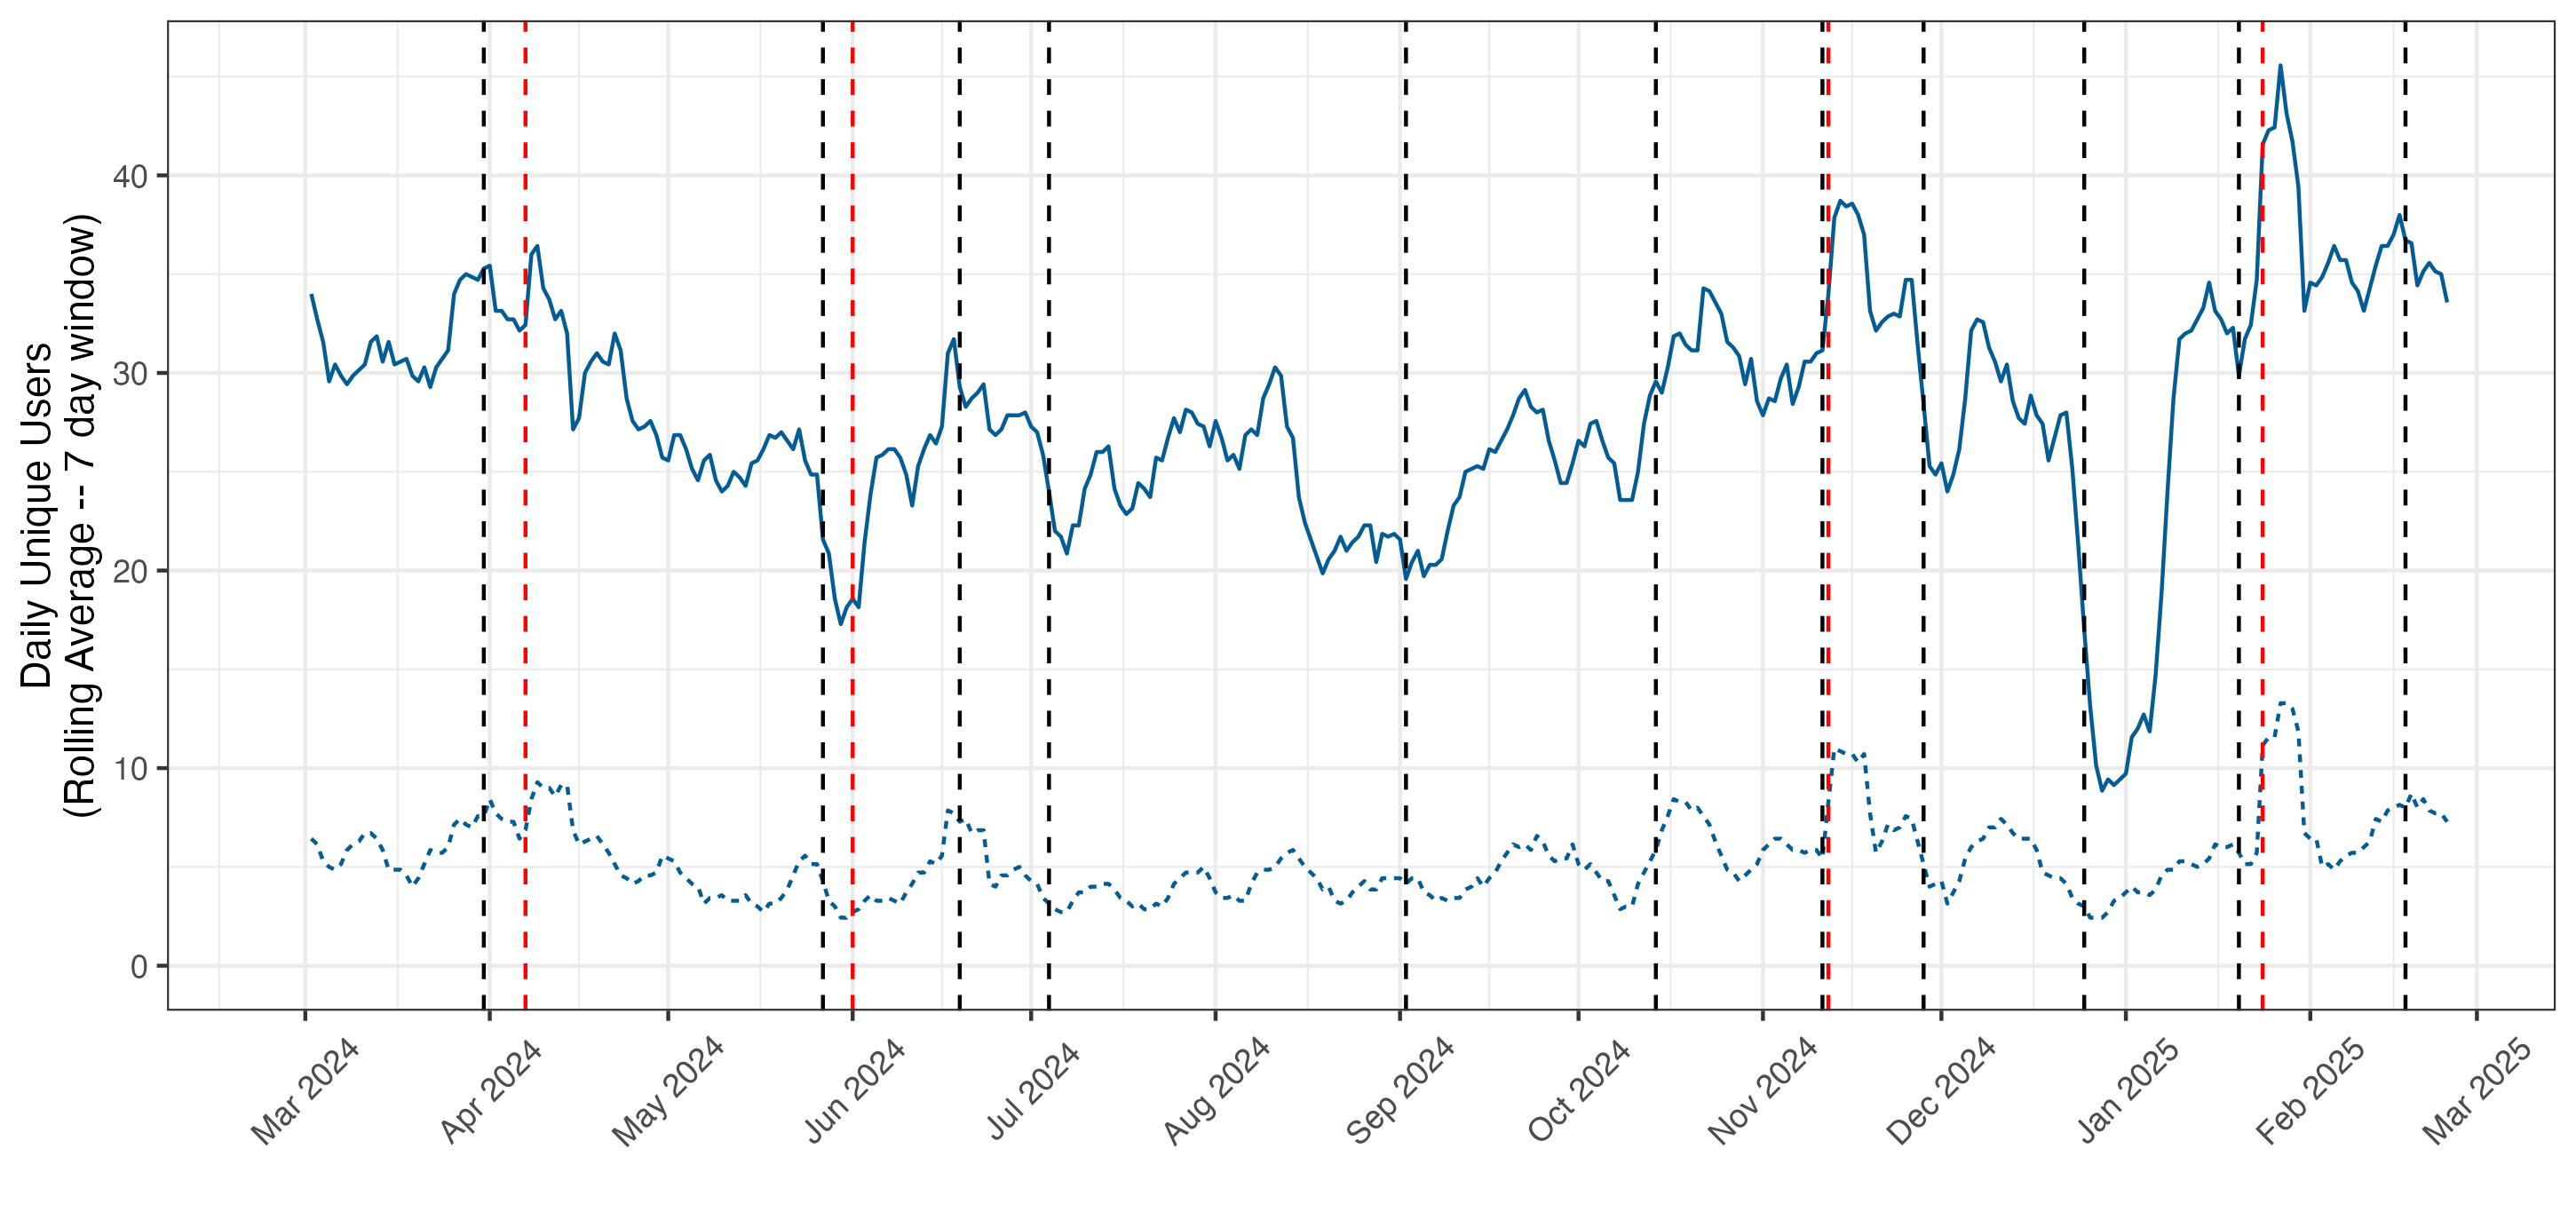 Daily Unique Users
(Rolling Average -- 7 day window)
40
30
20
10
0
Mar 2024
Apr 2024
May 2024
Jun 2024
Jul 2024
Aug 2024
Sep 2024
Oct 2024
Nov 2024
Dec 2024
Jan 2025
Feb 2025
Mar 2025